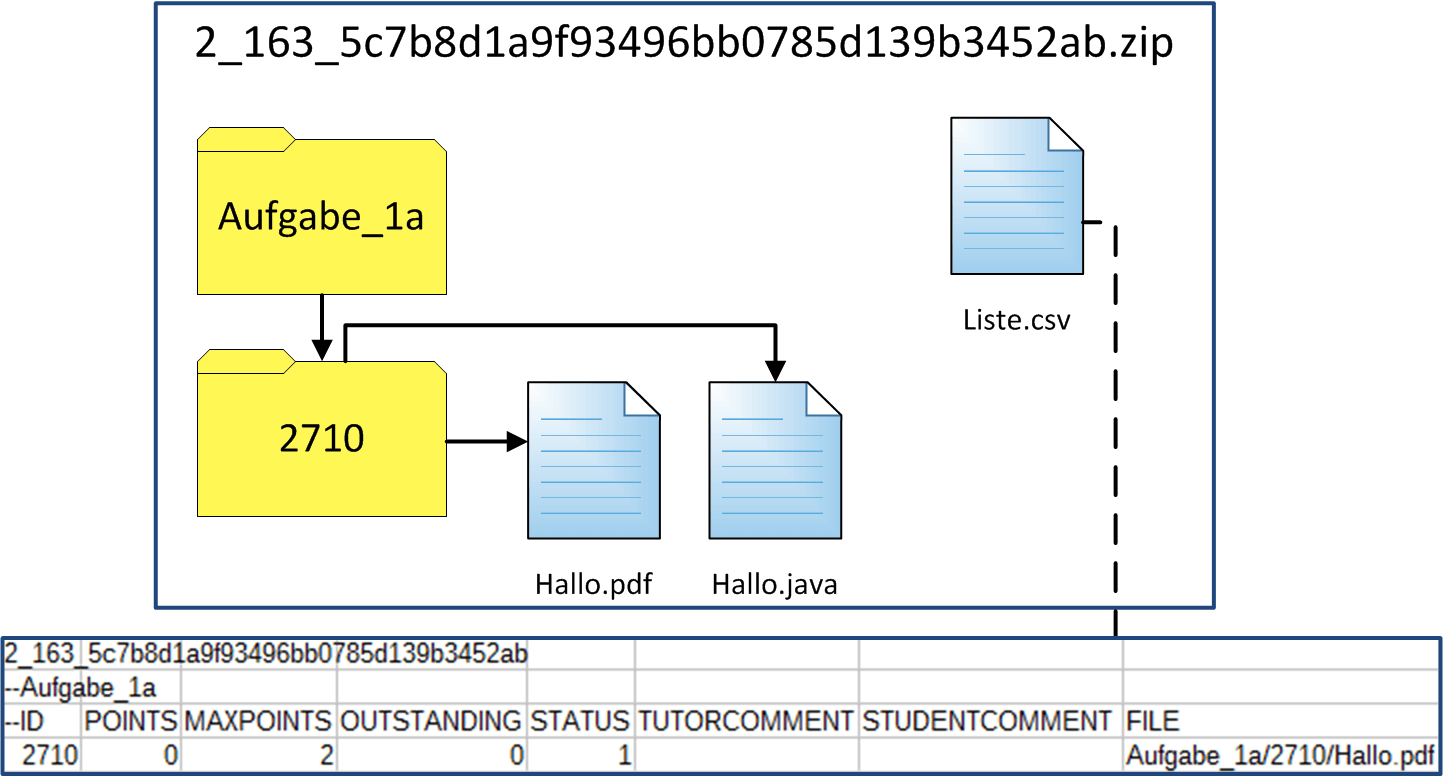 2_163_5c7b8d1a9f93496bb0785d139b3452ab.zip
Aufgabe_1a
Liste.csv
2710
Hallo.pdf
Hallo.java
2_163_5c7b8d1a9f93496bb0785d139b3452ab
--Aufgabe_1a
--ID POINTS MAXPOINTS OUTSTANDING STATUS TUTORCOMMENT STUDENTCOMMENT FILE
2710 0 2 0 1 Aufgabe_1a/2710/Hallo.pdf